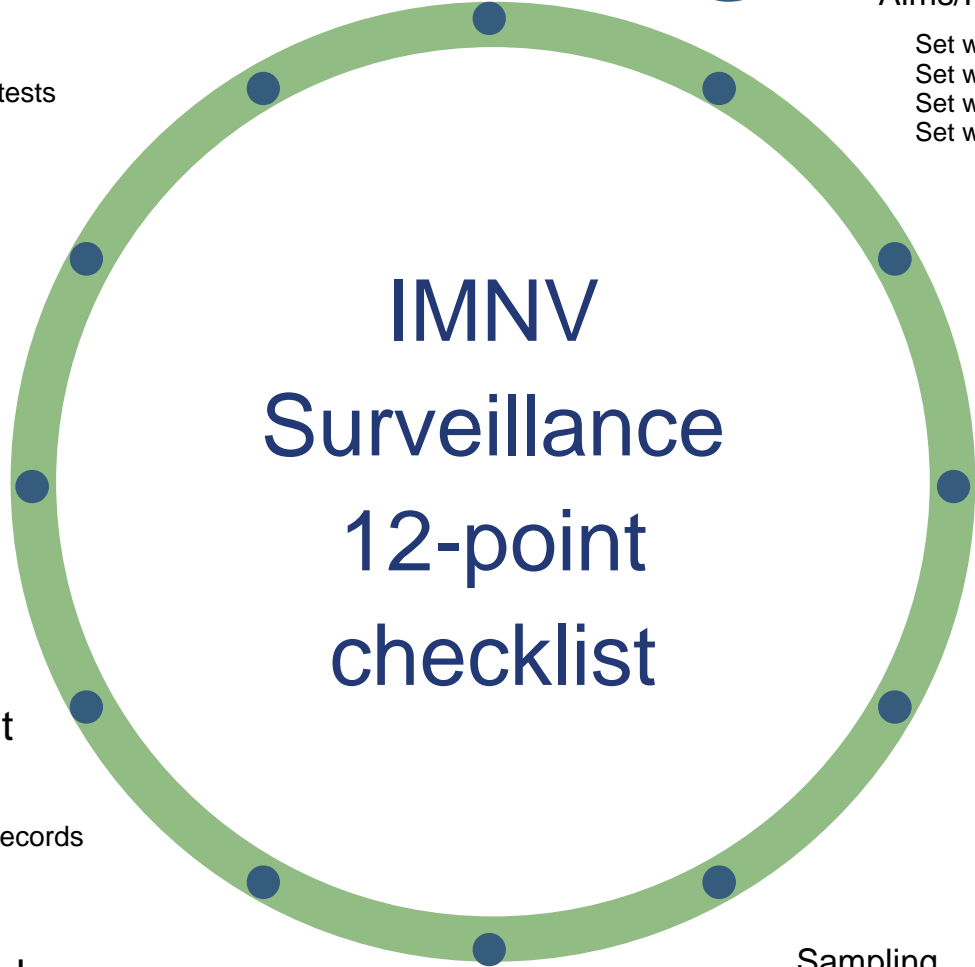 Set w
Set w
Set w
Set w
tests
IMNV
Surveillance
12-point
checklist
t
ecords
Sampling